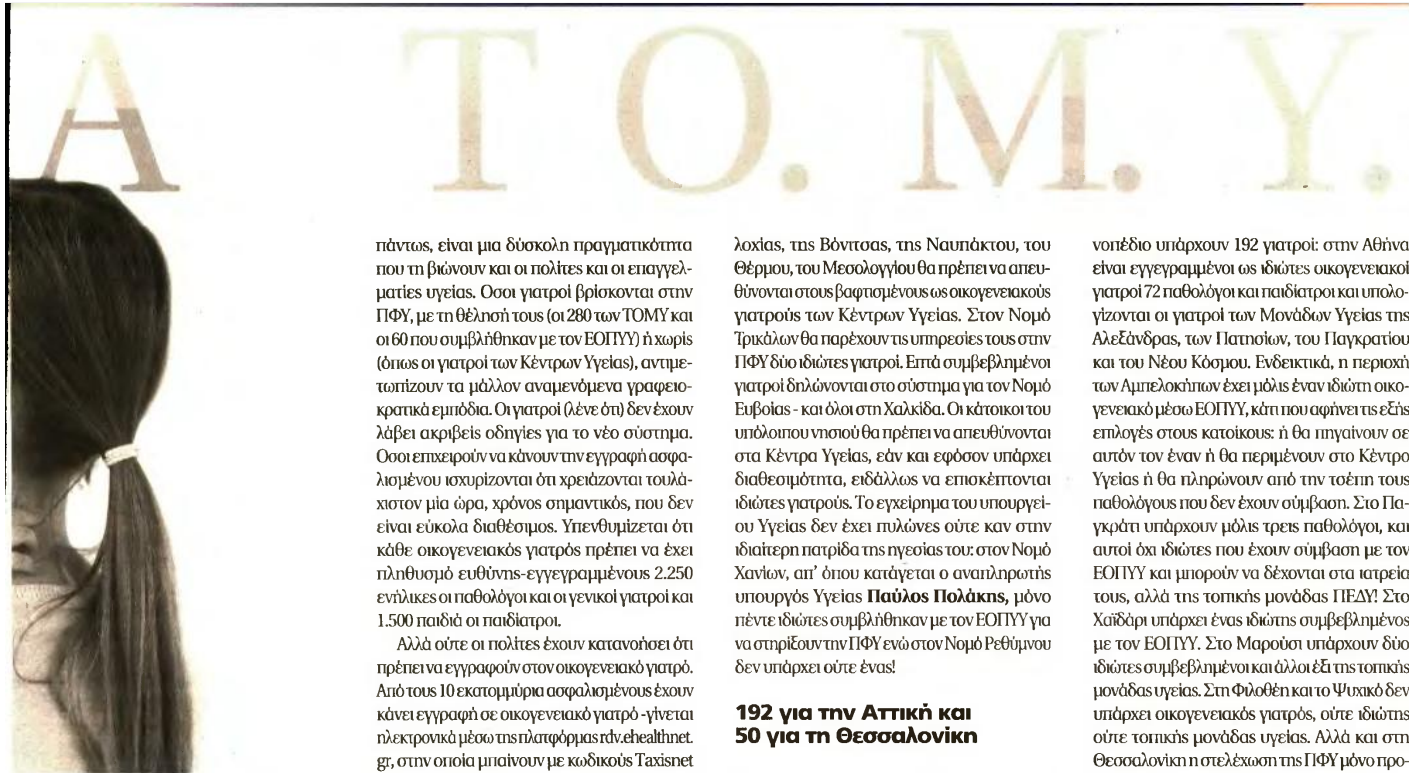 Α Τ Ο. Μ. Υ.
πάντως, είναι μια δύσκολη πραγματικότητα
που τη βιώνουν και οι πολίτες και οι επαγγελ-
ματίες υγείας. Οσοι γιατροί βρίσκονται στην
ΠΦΥ, με τη θέλησή τους (οι 280 των ΤΟΜΥ και
οι 60 που συμβλήθηκαν με τον ΕΟΠΥΥ) ή χωρίς
(όπως οι γιατροί των Κέντρων Υγείας), αντιμε-
τωπίζουν τα μάλλον αναμενόμενα γραφειο-
κρατικά εμπόδια. Οι γιατροί (λένε ότι) δεν έχουν
λάβει ακριβείς οδηγίες για το νέο σύστημα.
Οσοι επιχειρούν να κάνουν την εγγραφή ασφα-
λισμένου ισχυρίζονται ότι χρειάζονται τουλά-
χιστον μία ώρα, χρόνος σημαντικός, που δεν
είναι εύκολα διαθέσιμος. Υπενθυμίζεται ότι
κάθε οικογενειακός γιατρός πρέπει να έχει
πληθυσμό ευθύνης-εγγεγραμμένους 2.250
ενήλικες οι παθολόγοι και οι γενικοί γιατροί και
1.500 παιδιά οι παιδίατροι.
Αλλά ούτε οι πολίτες έχουν κατανοήσει ότι
πρέπει να εγγραφούν στον οικογενειακό γιατρό.
Από τους 10 εκατομμύρια ασφαλισμένους έχουν
κάνει εγγραφή σε οικογενειακό γιατρό -γίνεται
ηλεκτρονικά μέσω της πλατφόρμας rdv.ehealthnet.
gr, στην οποία μπαίνουν με κωδικούς Taxisnet
λοχίας, της Βόνιτσας, της Ναυπάκτου, του
Θέρμου, του Μεσολογγίου θα πρέπει να απευ-
θύνονται στους βαφτισμένους ως οικογενειακούς
γιατρούς των Κέντρων Υγείας. Στον Νομό
Τρικάλων θα παρέχουν τις υπηρεσίες τους στην
ΠΦΥ δύο ιδιώτες γιατροί. Επτά συμβεβλημένοι
γιατροί δηλώνονται στο σύστημα για τον Νομό
Ευβοίας - και όλοι στη Χαλκίδα. Οι κάτοικοι του
υπόλοιπου νησιού θα πρέπει να απευθύνονται
στα Κέντρα Υγείας, εάν και εφόσον υπάρχει
διαθεσιμότητα, ειδάλλως να επισκέπτονται
ιδιώτες γιατρούς. Το εγχείρημα του υπουργεί-
ου Υγείας δεν έχει πυλώνες ούτε καν στην
ιδιαίτερη πατρίδα της ηγεσίας του: στον Νομό
Χανίων, απ' όπου κατάγεται ο αναπληρωτής
υπουργός Υγείας Παύλος Πολάκης, μόνο
πέντε ιδιώτες συμβλήθηκαν με τον ΕΟΠΥΥ για
να στηρίξουν την ΠΦΥ ενώ στον Νομό Ρεθύμνου
δεν υπάρχει ούτε ένας!
192 για την Αττική και
50 για τη Θεσσαλονίκη
νοπέδιο υπάρχουν 192 γιατροί: στην Αθήνα
είναι εγγεγραμμένοι ως ιδιώτες οικογενειακοί
γιατροί 72 παθολόγοι και παιδίατροι και υπολο-
γίζονται οι γιατροί των Μονάδων Υγείας της
Αλεξάνδρας, των Πατησίων, του Παγκρατίου
και του Νέου Κόσμου. Ενδεικτικά, η περιοχή
των Αμπελοκήπων έχει μόλις έναν ιδιώτη οικο-
γενειακό μέσω ΕΟΠΥΥ, κάτι που αφήνει τις εξής
επιλογές στους κατοίκους: ή θα πηγαίνουν σε
αυτόν τον έναν ή θα περιμένουν στο Κέντρο
Υγείας ή θα πληρώνουν από την τσέπη τους
παθολόγους που δεν έχουν σύμβαση. Στο Πα-
γκράτι υπάρχουν μόλις τρεις παθολόγοι, και
αυτοί όχι ιδιώτες που έχουν σύμβαση με τον
ΕΟΠΥΥ και μπορούν να δέχονται στα ιατρεία
τους, αλλά της τοπικής μονάδας ΠΕΔΥ! Στο
Χαϊδάρι υπάρχει ένας ιδιώτης συμβεβλημένος
με τον ΕΟΠΥΥ. Στο Μαρούσι υπάρχουν δύο
ιδιώτες συμβεβλημένοι και άλλοι έξι της τοπικής
μονάδας υγείας. Στη Φιλοθέη και το Ψυχικό δεν
υπάρχει οικογενειακός γιατρός, ούτε ιδιώτης
ούτε τοπικής μονάδας υγείας. Αλλά και στη
Θεσσαλονίκη η στελέχωση της ΠΦΥ μόνο προ-